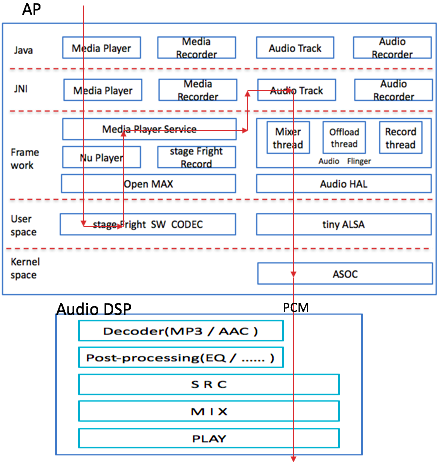 AP
Java
Media Player
Media
Recorder
Audio Track
Audio
Recorder
JNI
Media Player
Media
Recorder
Audio Track
Audio
Recorder
Frame
work
Media Player Service
Nu Player
stage Fright
Record
Open MAX
Mixer
thread
Offload
thread
Record
thread
Audio Flinger
Audio HAL
User
space
stage Fright SW CODEC
tiny ALSA
Kernel
space
ASOC
Audio DSP
PCM
Decoder(MP3 / AAC )
Post-processing(EQ / ...... )
S R C
M I X
PLAY